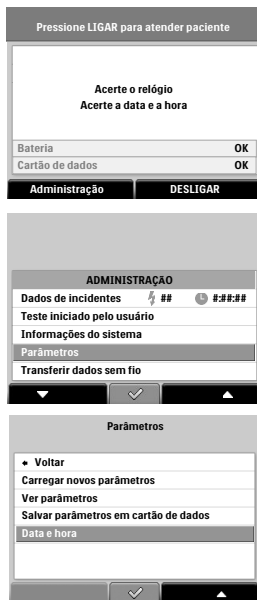 Pressione LIGAR para atender paciente
Acerte o relógio
Acerte a data e a hora
Bateria OK
Cartão de dados OK
Administração DESLIGAR
ADMINISTRAÇÃO
Dados de incidentes ## #:##:##
Teste iniciado pelo usuário
Informações do sistema
Parâmetros
Transferir dados sem fio
Parâmetros
Voltar
Carregar novos parâmetros
Ver parâmetros
Salvar parâmetros em cartão de dados
Data e hora